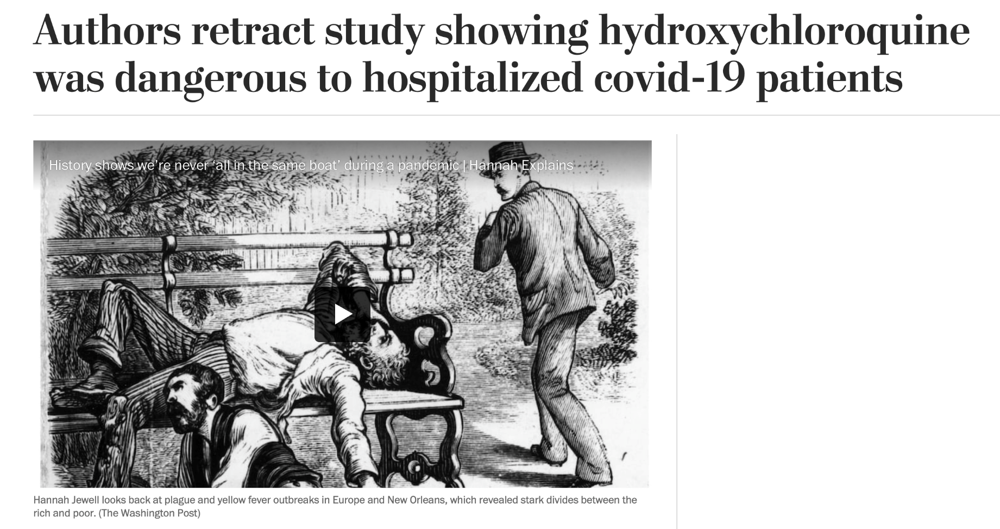 Authors retract study showing hydroxychloroquine
was dangerous to hospitalized covid-19 patients
History shows we’re never ‘all in the same boat’ during a pandemic | Hannah Explains
Hannah Jewell looks back at plague and yellow fever outbreaks in Europe and New Orleans, which revealed stark divides between the
rich and poor. (The Washington Post)